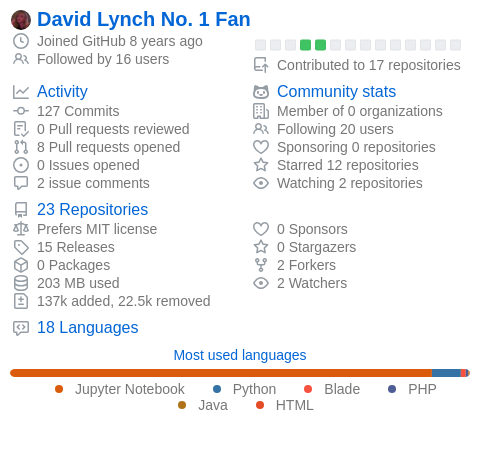 David Lynch No. 1 Fan
Joined GitHub 8 years ago
Followed by 16 users
Contributed to 17 repositories
Activity
127 Commits
0 Pull requests reviewed
8 Pull requests opened
0 Issues opened
2 issue comments
Community stats
Member of 0 organizations
Following 20 users
Sponsoring 0 repositories
Starred 12 repositories
Watching 2 repositories
23 Repositories
Prefers MIT license
15 Releases
0 Packages
203 MB used
137k added, 22.5k removed
0 Sponsors
0 Stargazers
2 Forkers
2 Watchers
18 Languages
Most used languages
Jupyter Notebook Python Blade PHP
Java HTML